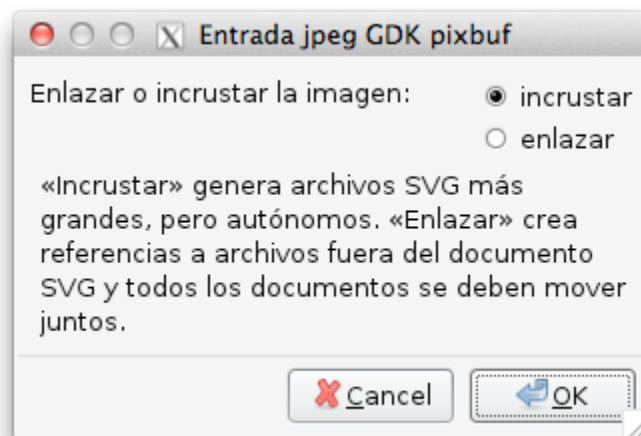 Entrada jpeg GDK pixbuf
Enlazar o incrustar la imagen:
incrustar
enlazar
«Incrustar» genera archivos SVG más
grandes, pero autónomos. «Enlazar» crea
referencias a archivos fuera del documento
SVG y todos los documentos se deben mover
juntos.
Cancel
OK